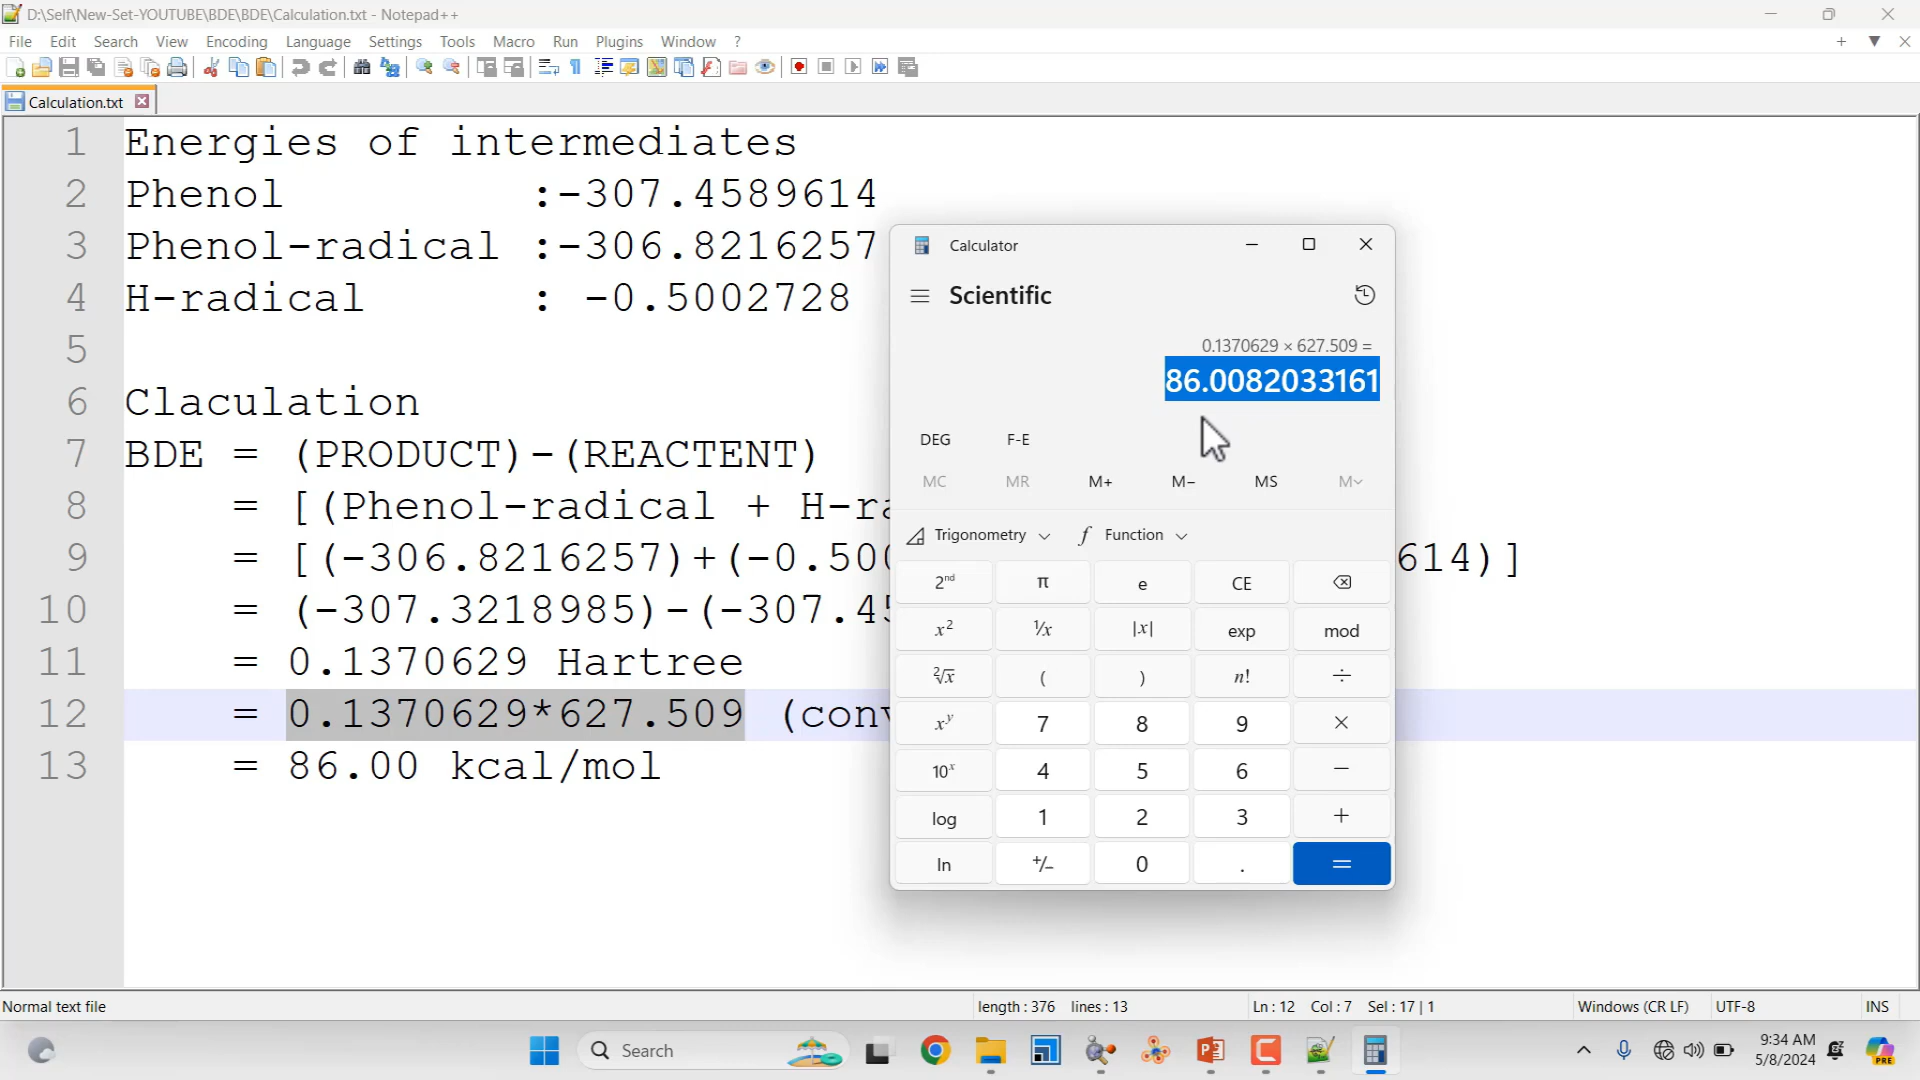 D:\Self\New-Set-YOUTUBE\BDE\BDE\Calculation.txt - Notepad++
File Edit Search View Encoding Language Settings Tools Macro Run Plugins Window ?
Calculation.txt
1 Energies of intermediates
2 Phenol :-307.4589614
3 Phenol-radical :-306.8216257
4 H-radical : -0.5002728
5
6 Claculation
7 BDE = (PRODUCT)-(REACTENT)
8 = [(Phenol-radical + H-ra
9 = [(-306.8216257)+(-0.500 614)]
10 = (-307.3218985)-(-307.45
11 = 0.1370629 Hartree
12 = 0.1370629*627.509 (conv
13 = 86.00 kcal/mol
Calculator
Scientific
0.1370629 × 627.509 =
86.0082033161
DEG F-E
MC MR M+ M− MS M˅
Trigonometry f Function
2nd π e CE
x² ¹/x |x| exp mod
²√x ( ) n! ÷
xʸ 7 8 9 ×
10ˣ 4 5 6 −
log 1 2 3 +
ln +/− 0 . =
Normal text file length : 376 lines : 13 Ln : 12 Col : 7 Sel : 17 | 1 Windows (CR LF) UTF-8 INS
Search
9:34 AM
5/8/2024
PRE